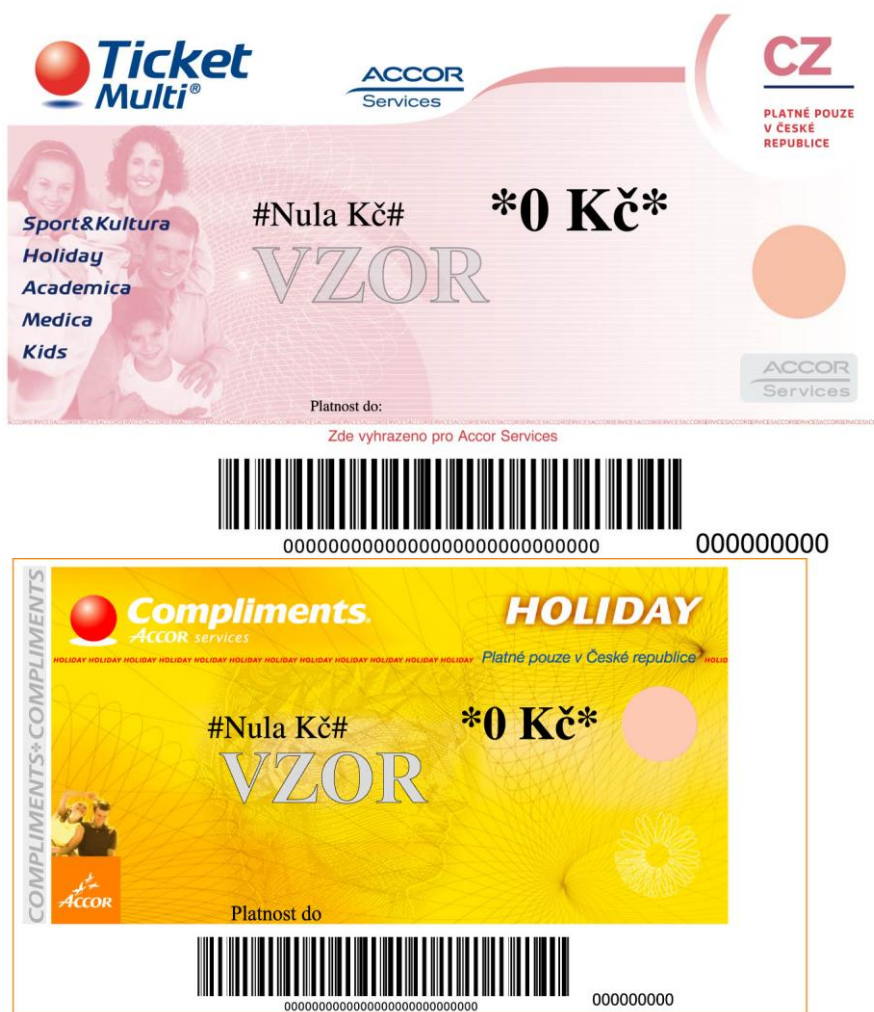 Ticket
Multi®
ACCOR
Services
CZ
PLATNÉ POUZE
V ČESKÉ
REPUBLICE
Sport&Kultura
Holiday
Academica
Medica
Kids
#Nula Kč#
*0 Kč*
VZOR
ACCOR
Services
Platnost do:
Zde vyhrazeno pro Accor Services
000000000
COMPLIMENTS+COMPLIMENTS
Compliments.
ACCOR services
HOLIDAY
HOLIDAY HOLIDAY HOLIDAY HOLIDAY HOLIDAY HOLIDAY HOLIDAY HOLIDAY HOLIDAY HOLIDAY HOLIDAY HOLIDAY
Platné pouze v České republice
HOLID
#Nula Kč#
*0 Kč*
VZOR
ACCOR
Platnost do
000000000